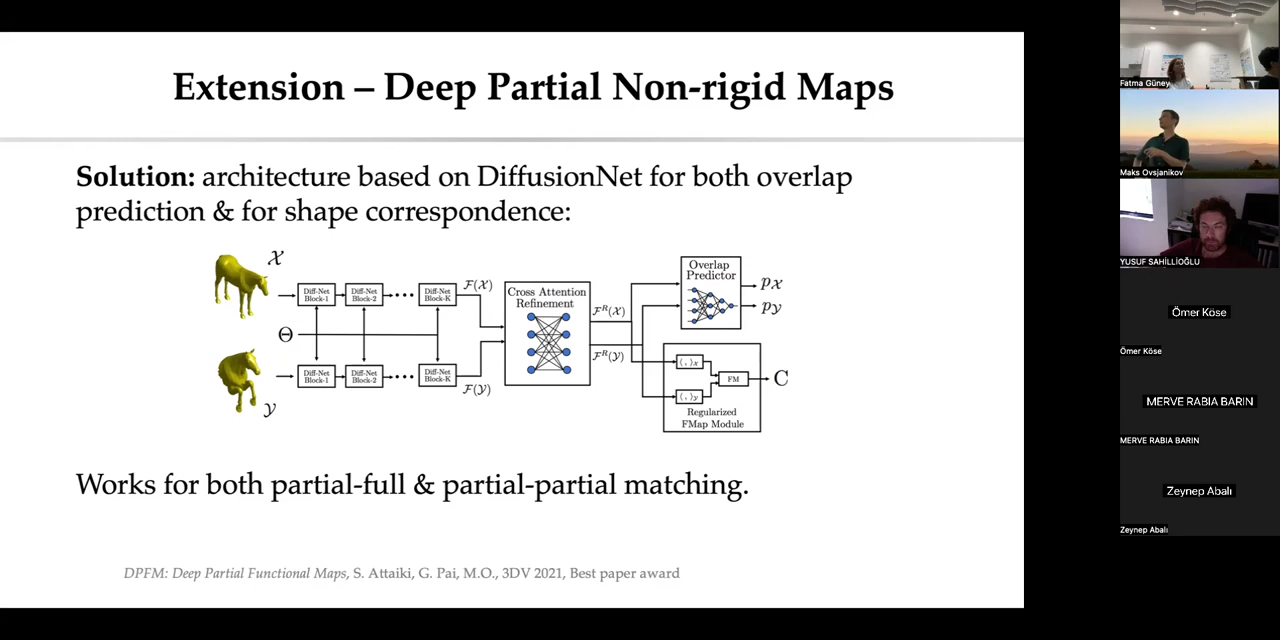 Extension – Deep Partial Non-rigid Maps
Solution: architecture based on DiffusionNet for both overlap
prediction & for shape correspondence:
𝒳
Diff-Net
Block-1
Diff-Net
Block-2
Diff-Net
Block-K
ℱ(𝒳)
Θ
Diff-Net
Block-1
Diff-Net
Block-2
Diff-Net
Block-K
ℱ(𝒴)
𝒴
Cross Attention
Refinement
ℱᴿ(𝒳)
ℱᴿ(𝒴)
Overlap
Predictor
p𝒳
p𝒴
⟨ , ⟩𝒳
⟨ , ⟩𝒴
FM
C
Regularized
FMap Module
Works for both partial-full & partial-partial matching.
DPFM: Deep Partial Functional Maps, S. Attaiki, G. Pai, M.O., 3DV 2021, Best paper award
Fatma Güney
Maks Ovsjanikov
YUSUF SAHİLLİOĞLU
Ömer Köse
Ömer Köse
MERVE RABIA BARIN
MERVE RABIA BARIN
Zeynep Abalı
Zeynep Abalı